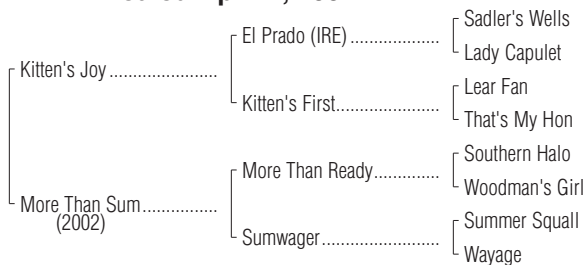 Sadler's Wells
El Prado (IRE)
Lady Capulet
Kitten's Joy
Lear Fan
Kitten's First
That's My Hon
Southern Halo
More Than Ready
Woodman's Girl
More Than Sum
(2002)
Summer Squall
Sumwager
Wayage